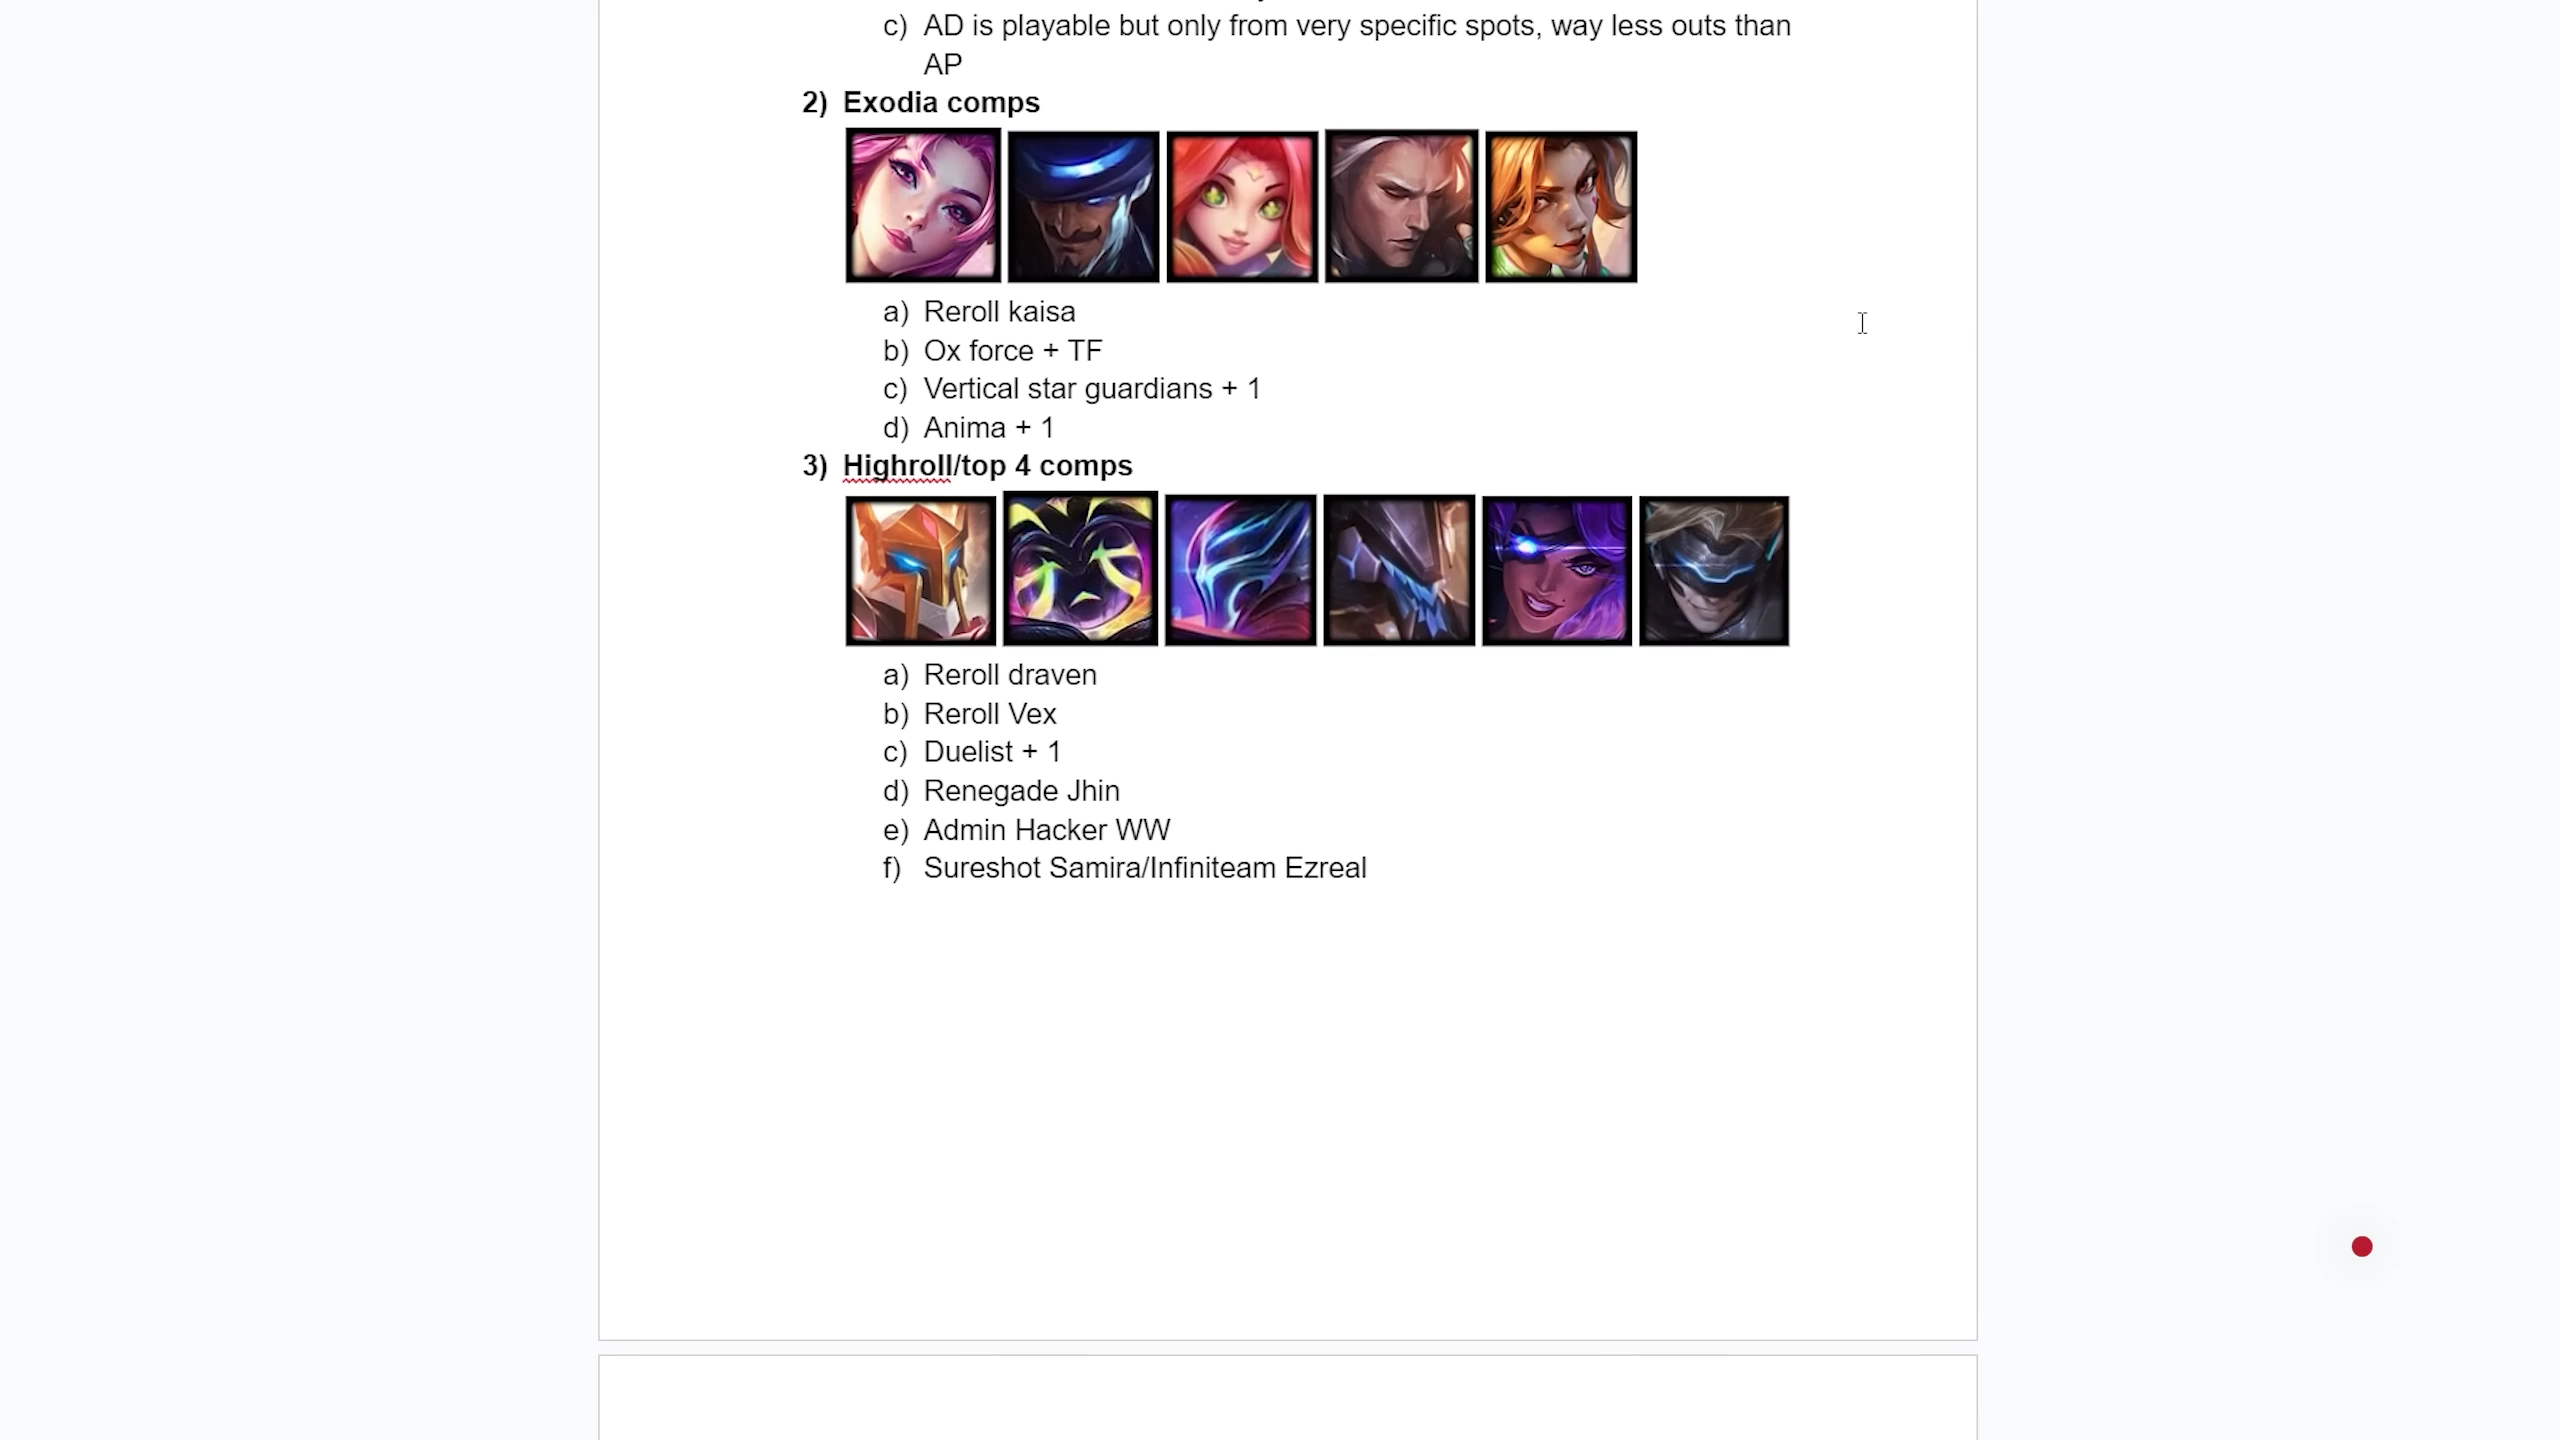 c) AD is playable but only from very specific spots, way less outs than
AP
2) Exodia comps
a) Reroll kaisa
b) Ox force + TF
c) Vertical star guardians + 1
d) Anima + 1
3) Highroll/top 4 comps
a) Reroll draven
b) Reroll Vex
c) Duelist + 1
d) Renegade Jhin
e) Admin Hacker WW
f) Sureshot Samira/Infiniteam Ezreal